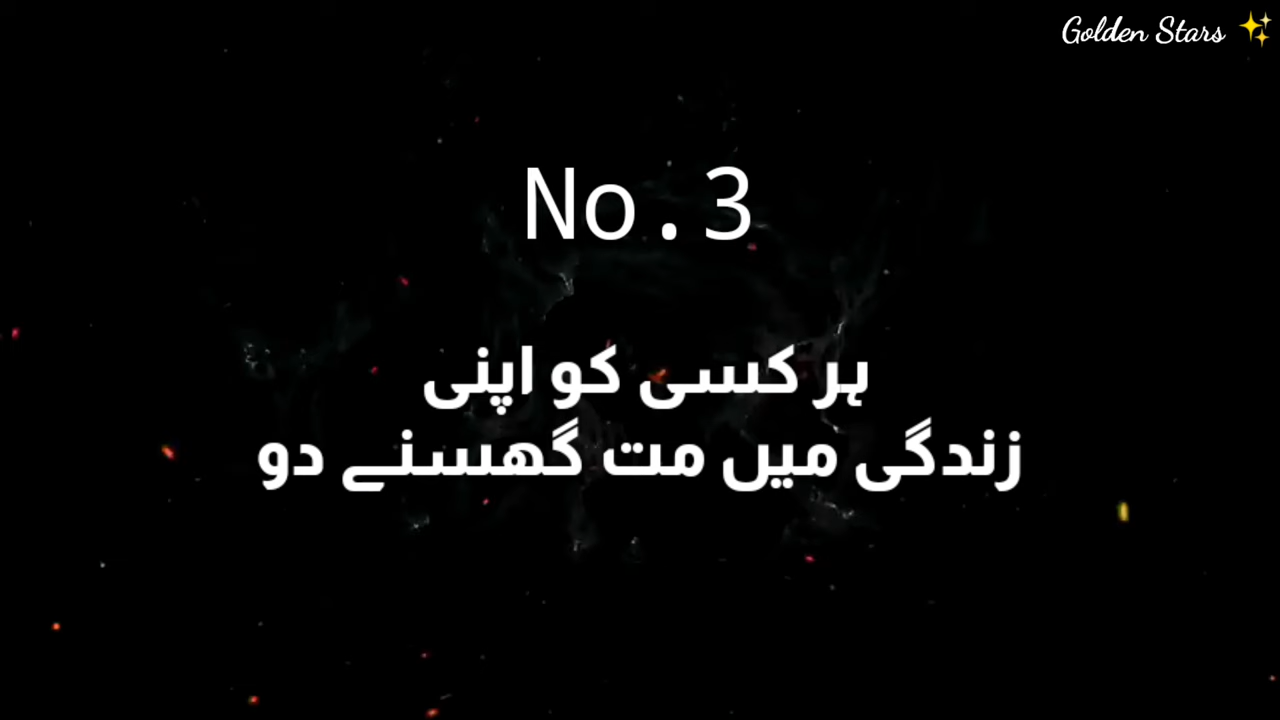 Golden Stars ✨
No.3
ہر کسی کو اپنی
زندگی میں مت گھسنے دو